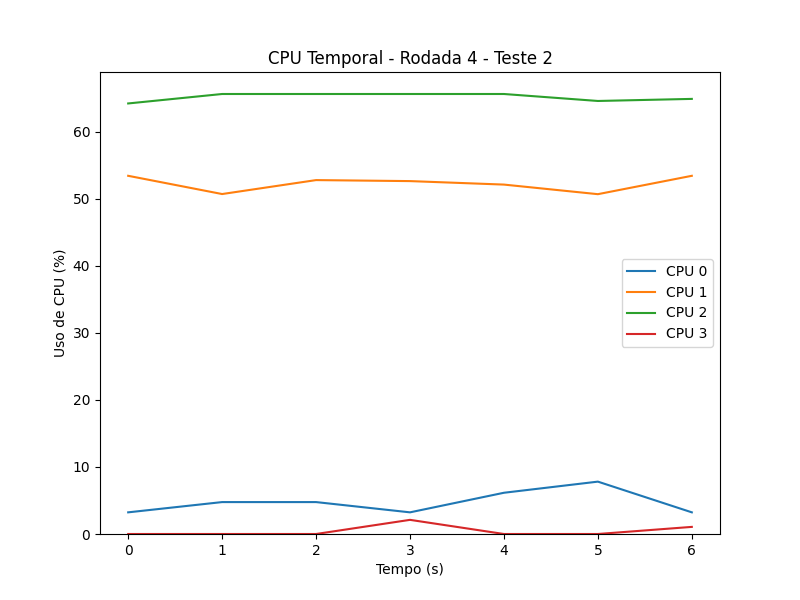 CPU Temporal - Rodada 4 - Teste 2
Uso de CPU (%)
60
50
40
30
20
10
0
0 1 2 3 4 5 6
Tempo (s)
CPU 0
CPU 1
CPU 2
CPU 3